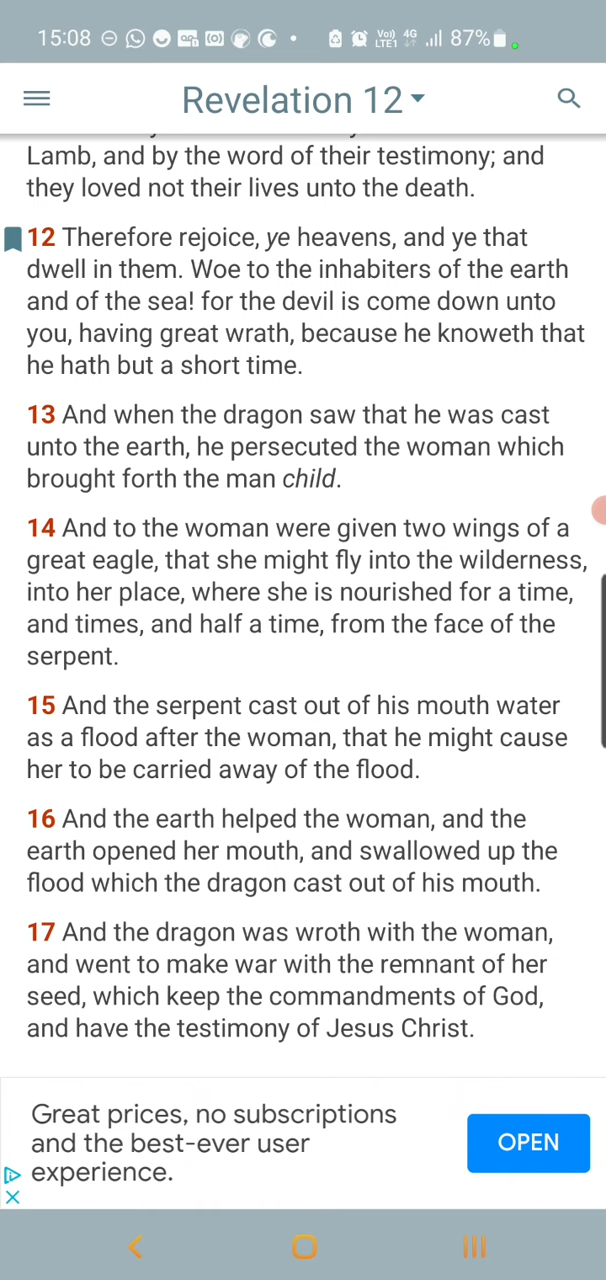 15:08
Vo)) 4G 87%
LTE1
Revelation 12
Lamb, and by the word of their testimony; and
they loved not their lives unto the death.
12 Therefore rejoice, ye heavens, and ye that
dwell in them. Woe to the inhabiters of the earth
and of the sea! for the devil is come down unto
you, having great wrath, because he knoweth that
he hath but a short time.
13 And when the dragon saw that he was cast
unto the earth, he persecuted the woman which
brought forth the man child.
14 And to the woman were given two wings of a
great eagle, that she might fly into the wilderness,
into her place, where she is nourished for a time,
and times, and half a time, from the face of the
serpent.
15 And the serpent cast out of his mouth water
as a flood after the woman, that he might cause
her to be carried away of the flood.
16 And the earth helped the woman, and the
earth opened her mouth, and swallowed up the
flood which the dragon cast out of his mouth.
17 And the dragon was wroth with the woman,
and went to make war with the remnant of her
seed, which keep the commandments of God,
and have the testimony of Jesus Christ.
Great prices, no subscriptions
and the best-ever user
experience.
OPEN